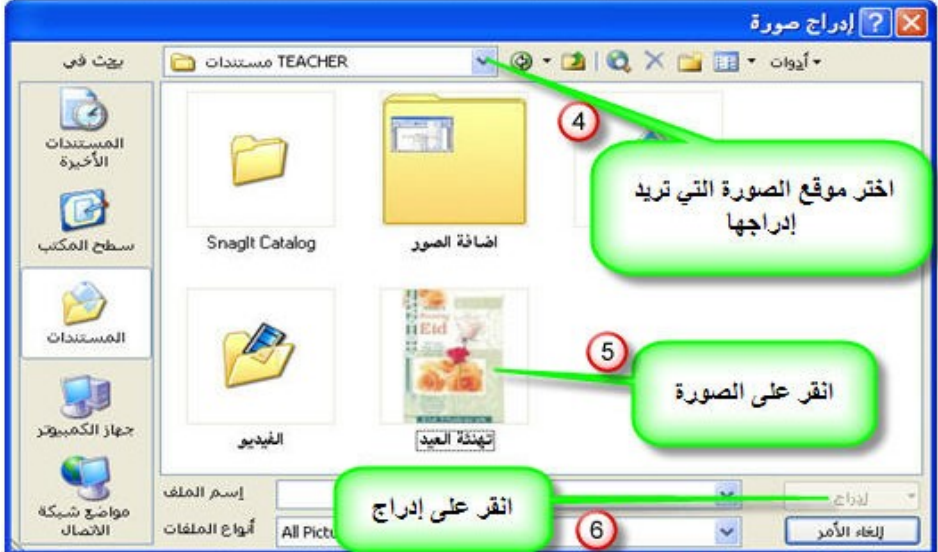 إدراج صورة
بحث في
مستندات TEACHER
أدوات
المستندات
الأخيرة
سطح المكتب
المستندات
جهاز الكمبيوتر
مواضع شبكة
الاتصال
4
اختر موقع الصورة التي تريد
إدراجها
SnagIt Catalog
اضافة الصور
Eid
5
انقر على الصورة
الفيديو
تهنئة العيد
إسم الملف
إدراج
انقر على إدراج
6
أنواع الملفات
All Pictu
إلغاء الأمر